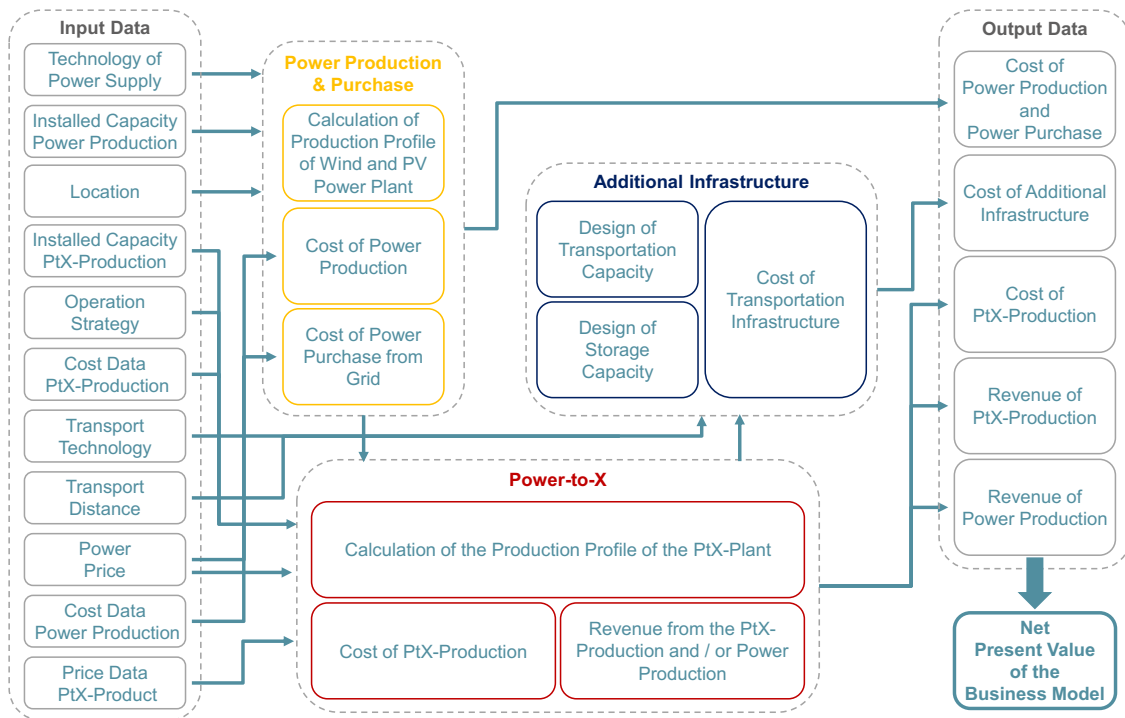 Input Data
Technology of
Power Supply
Installed Capacity
Power Production
Location
Installed Capacity
PtX-Production
Operation
Strategy
Cost Data
PtX-Production
Transport
Technology
Transport
Distance
Power
Price
Cost Data
Power Production
Price Data
PtX-Product
Power Production
& Purchase
Calculation of
Production Profile
of Wind and PV
Power Plant
Cost of Power
Production
Cost of Power
Purchase from
Grid
Additional Infrastructure
Design of
Transportation
Capacity
Design of
Storage
Capacity
Cost of
Transportation
Infrastructure
Power-to-X
Calculation of the Production Profile of the PtX-Plant
Cost of PtX-Production
Revenue from the PtX-
Production and / or Power
Production
Output Data
Cost of
Power Production
and
Power Purchase
Cost of Additional
Infrastructure
Cost of
PtX-Production
Revenue of
PtX-Production
Revenue of
Power Production
Net
Present Value
of the
Business Model